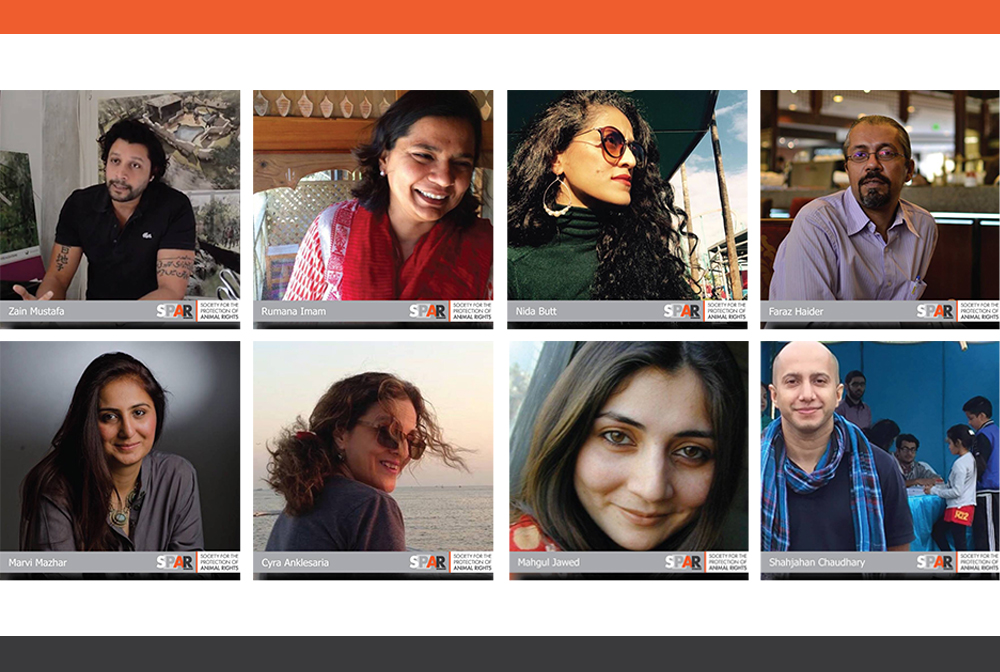 Zain Mustafa
SPAR
SOCIETY FOR THE
PROTECTION OF
ANIMAL RIGHTS
Rumana Imam
SPAR
SOCIETY FOR THE
PROTECTION OF
ANIMAL RIGHTS
Nida Butt
SPAR
SOCIETY FOR THE
PROTECTION OF
ANIMAL RIGHTS
Faraz Haider
SPAR
SOCIETY FOR THE
PROTECTION OF
ANIMAL RIGHTS
Marvi Mazhar
SPAR
SOCIETY FOR THE
PROTECTION OF
ANIMAL RIGHTS
Cyra Anklesaria
SPAR
SOCIETY FOR THE
PROTECTION OF
ANIMAL RIGHTS
Mahgul Jawed
SPAR
SOCIETY FOR THE
PROTECTION OF
ANIMAL RIGHTS
Shahjahan Chaudhary
SPAR
SOCIETY FOR THE
PROTECTION OF
ANIMAL RIGHTS